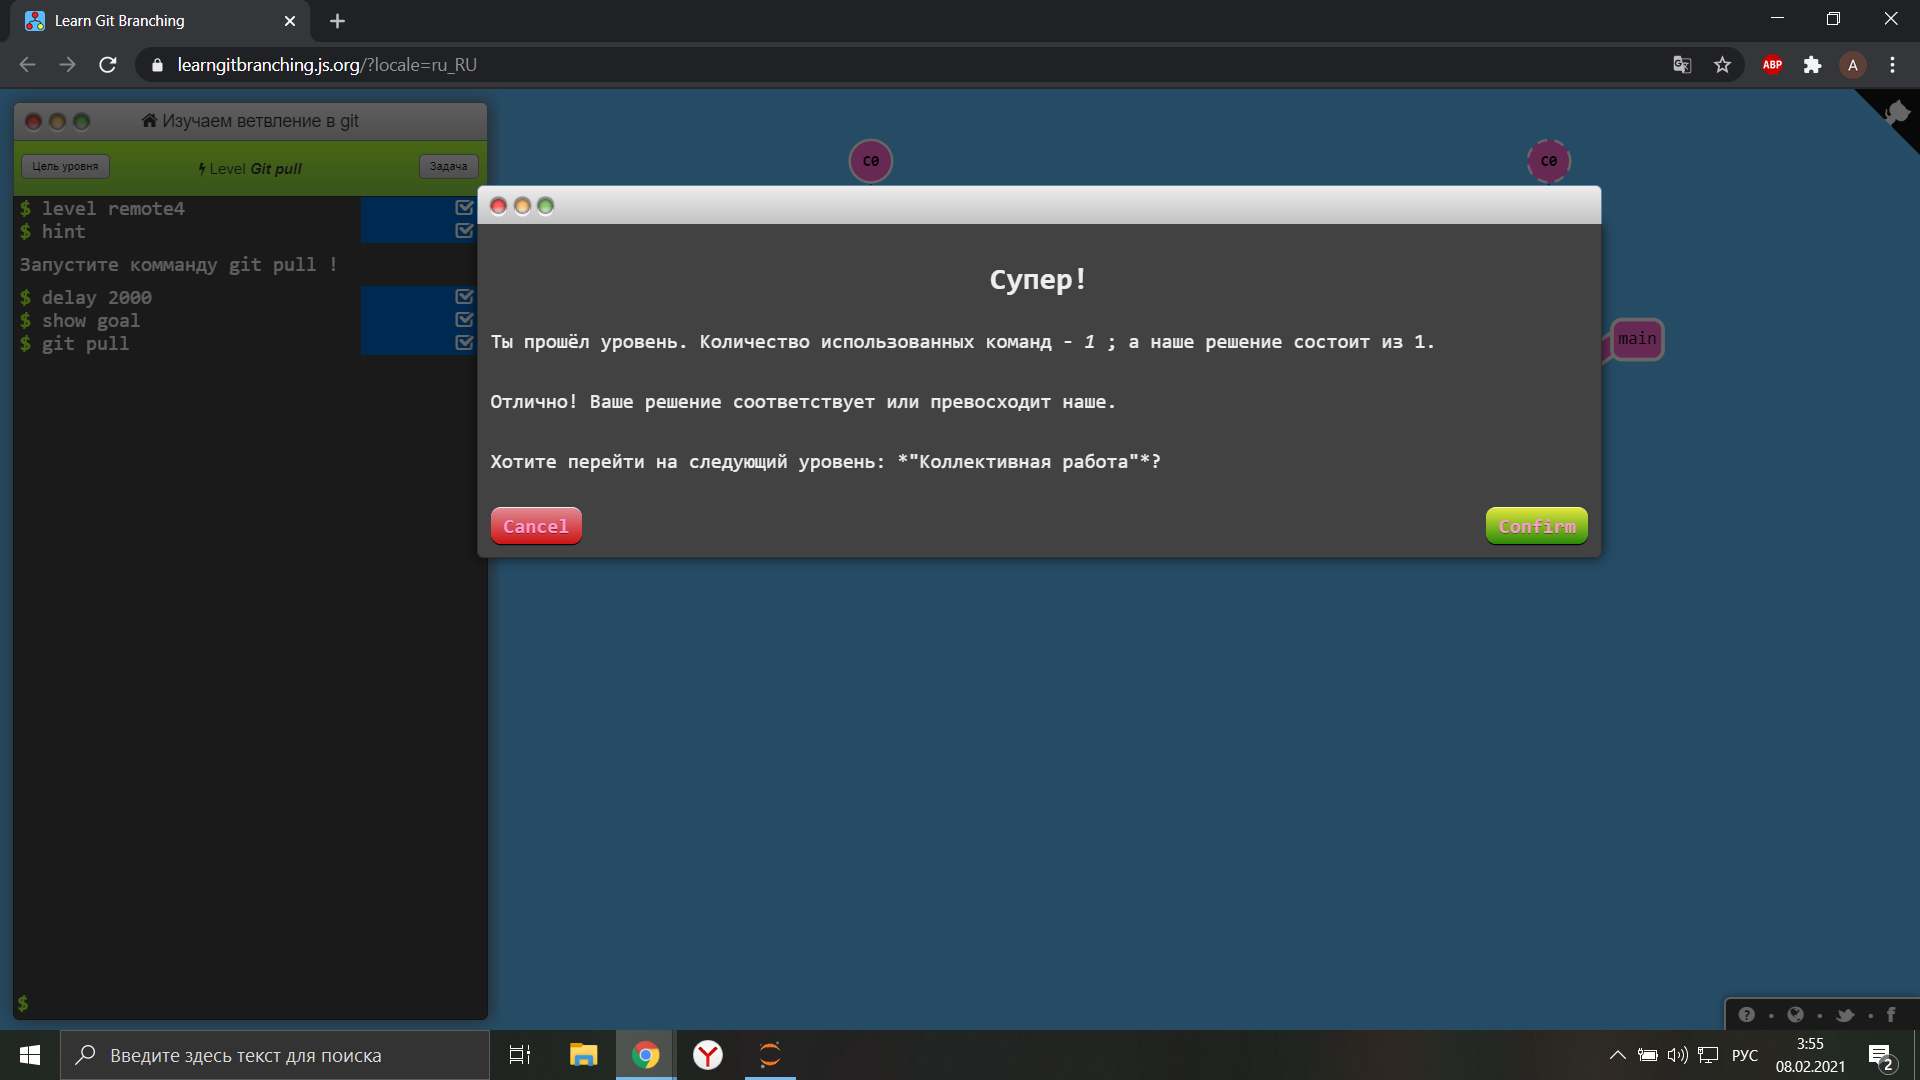 Learn Git Branching
learngitbranching.js.org/?locale=ru_RU
ABP
A
Изучаем ветвление в git
Цель уровня
Level Git pull
Задача
$ level remote4
$ hint
Запустите комманду git pull !
$ delay 2000
$ show goal
$ git pull
$
C0
C0
main
Супер!
Ты прошёл уровень. Количество использованных команд - 1 ; а наше решение состоит из 1.
Отлично! Ваше решение соответствует или превосходит наше.
Хотите перейти на следующий уровень: *"Коллективная работа"*?
Cancel
Confirm
Введите здесь текст для поиска
РУС
3:55
08.02.2021
2